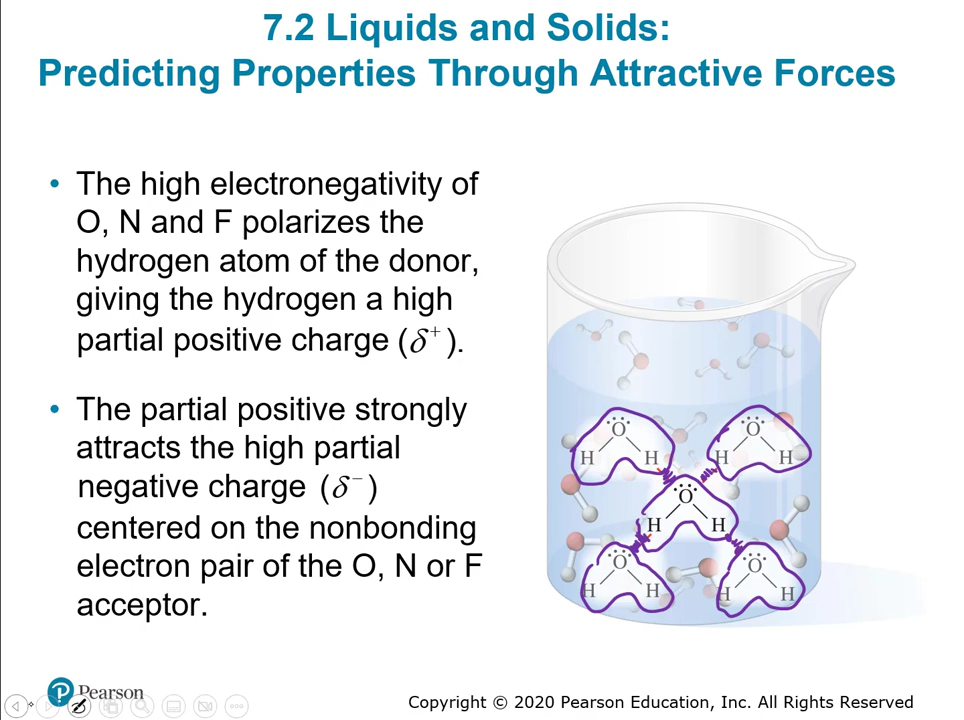 7.2 Liquids and Solids:
Predicting Properties Through Attractive Forces
• The high electronegativity of
O, N and F polarizes the
hydrogen atom of the donor,
giving the hydrogen a high
partial positive charge (δ⁺).
• The partial positive strongly
attracts the high partial
negative charge (δ⁻)
centered on the nonbonding
electron pair of the O, N or F
acceptor.
O O
H H H H
O
H H
O O
H H H H
P Pearson
Copyright © 2020 Pearson Education, Inc. All Rights Reserved